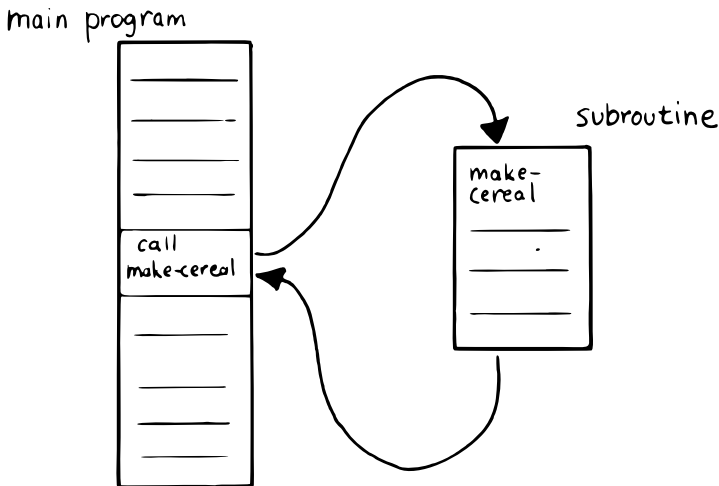 main program
subroutine
make-
cereal
call
make-cereal